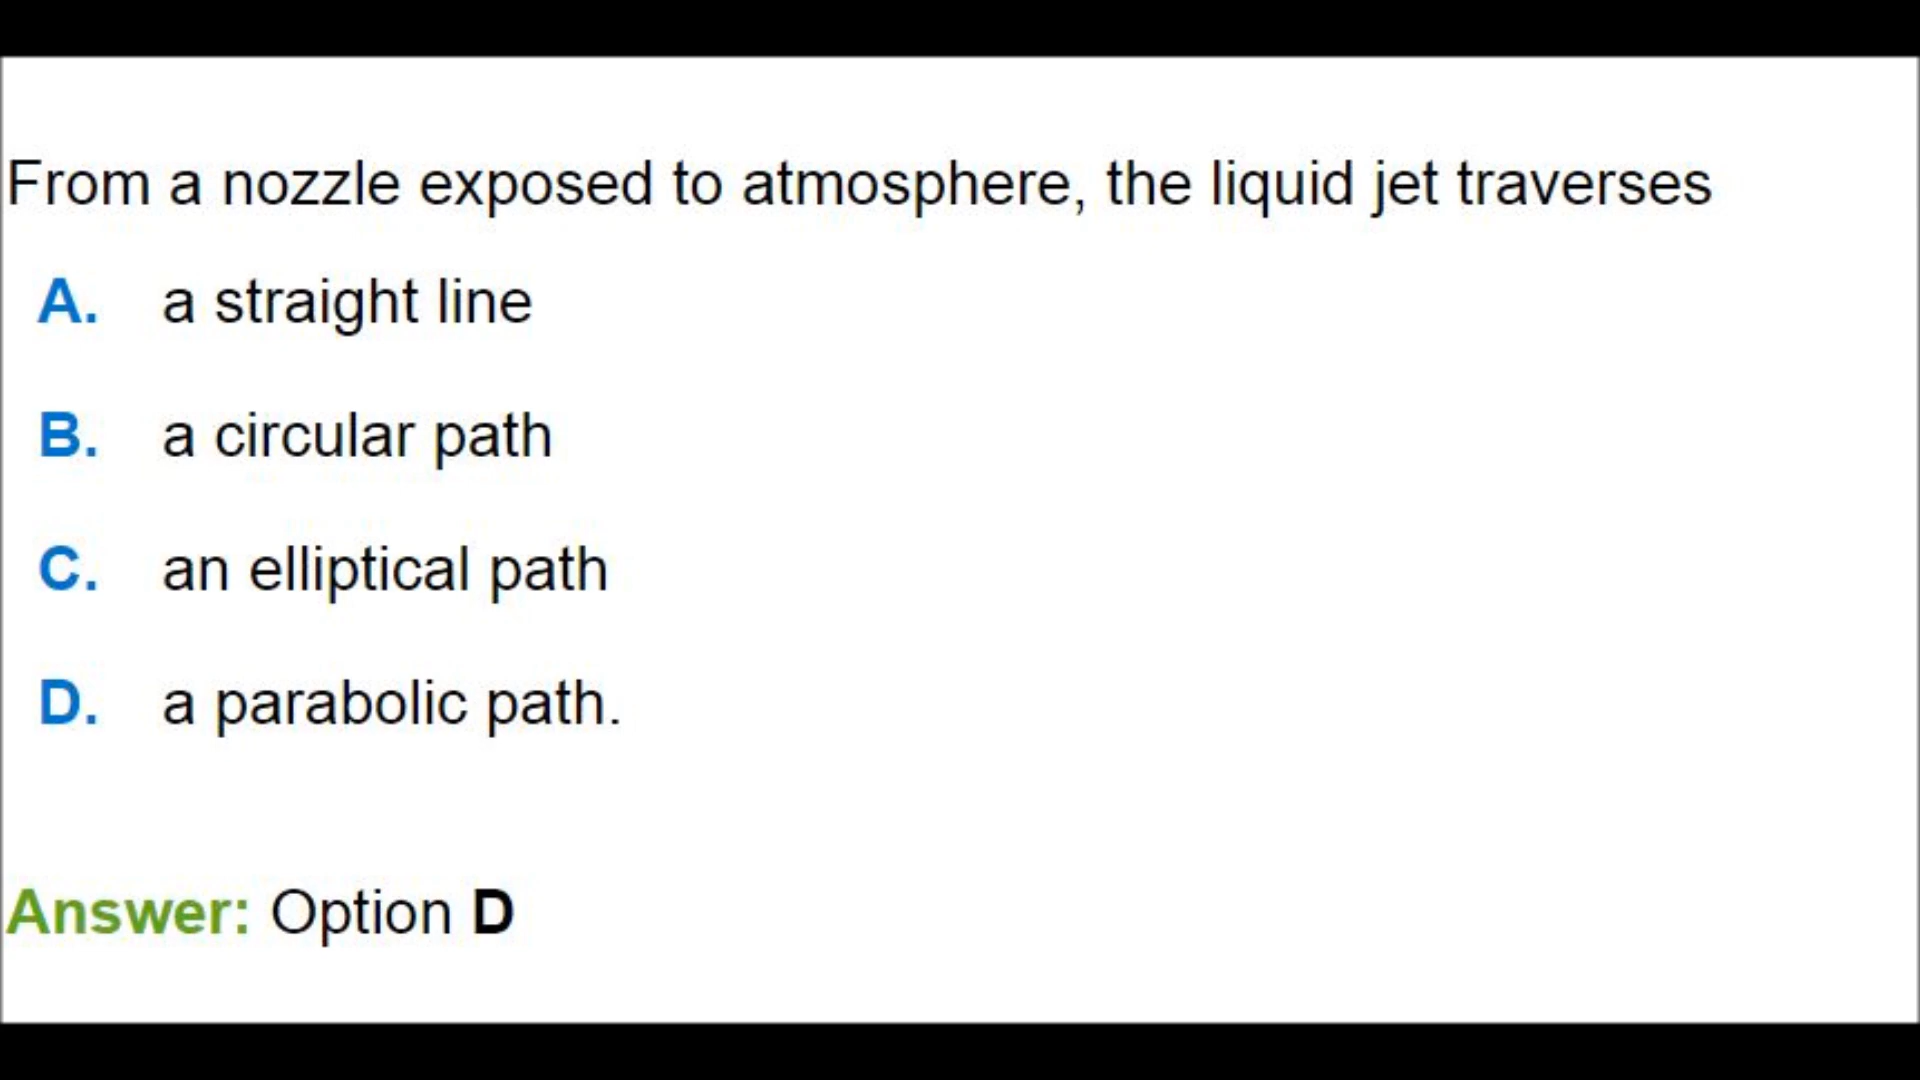 From a nozzle exposed to atmosphere, the liquid jet traverses
A. a straight line
B. a circular path
C. an elliptical path
D. a parabolic path.
Answer: Option D